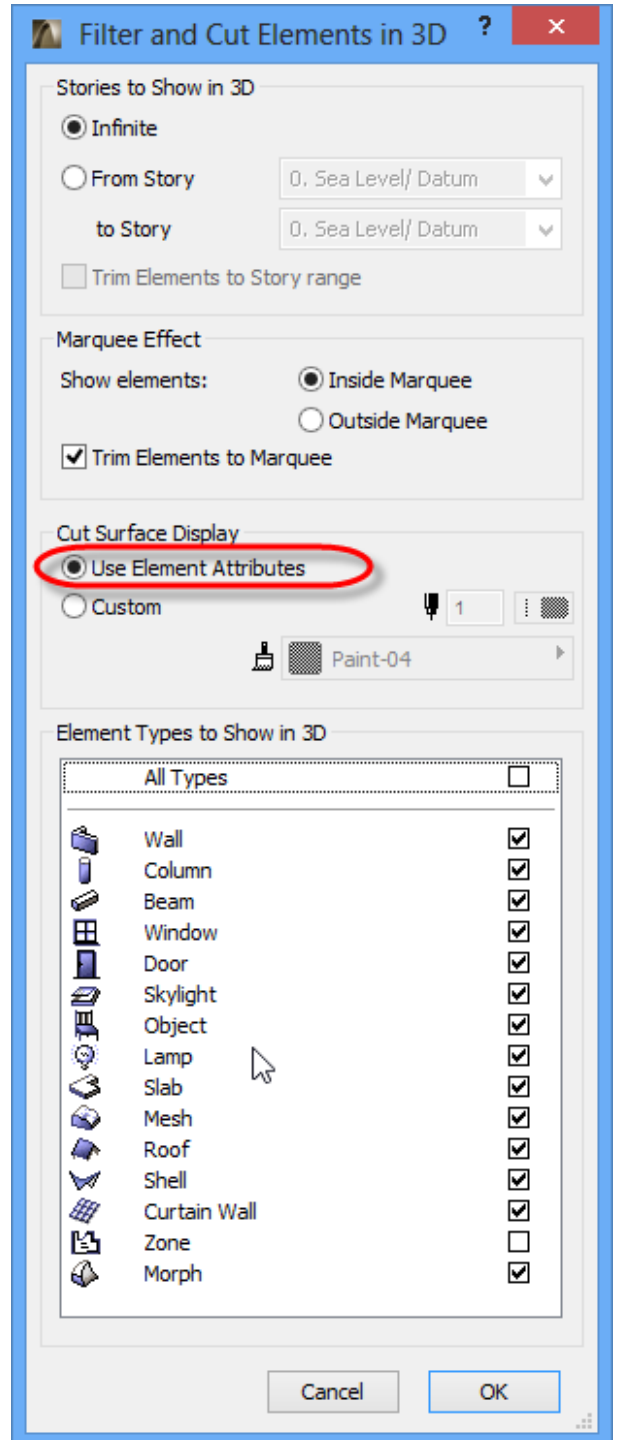 Filter and Cut Elements in 3D ? ×
Stories to Show in 3D
Infinite
From Story 0. Sea Level/ Datum
to Story 0. Sea Level/ Datum
Trim Elements to Story range
Marquee Effect
Show elements: Inside Marquee
Outside Marquee
Trim Elements to Marquee
Cut Surface Display
Use Element Attributes
Custom 1
Paint-04
Element Types to Show in 3D
All Types
Wall
Column
Beam
Window
Door
Skylight
Object
Lamp
Slab
Mesh
Roof
Shell
Curtain Wall
Zone
Morph
Cancel OK